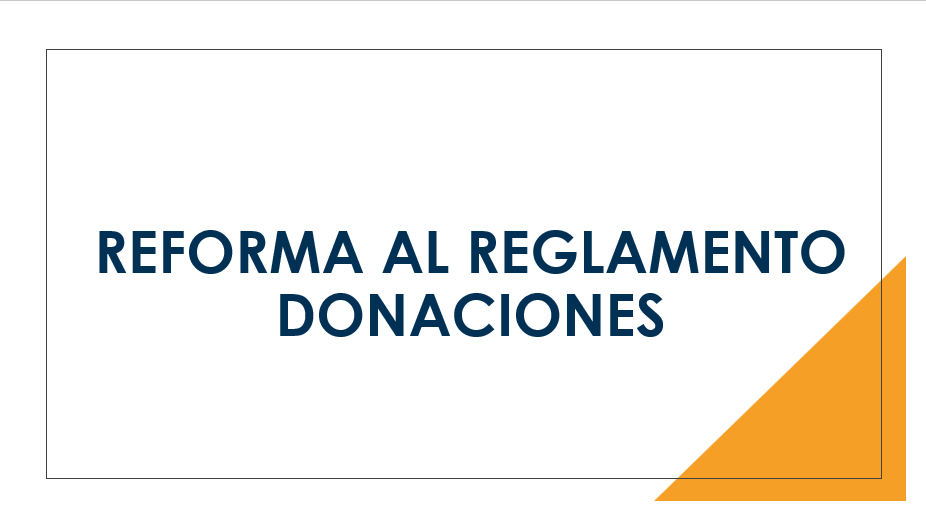 REFORMA AL REGLAMENTO
DONACIONES